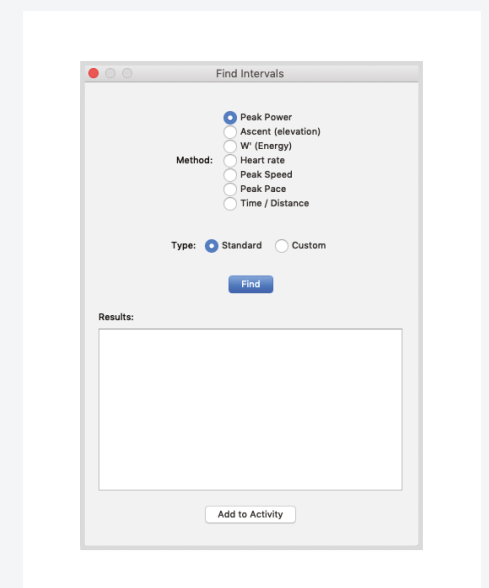 Find Intervals
Peak Power
Ascent (elevation)
W' (Energy)
Method: Heart rate
Peak Speed
Peak Pace
Time / Distance
Type: Standard Custom
Find
Results:
Add to Activity